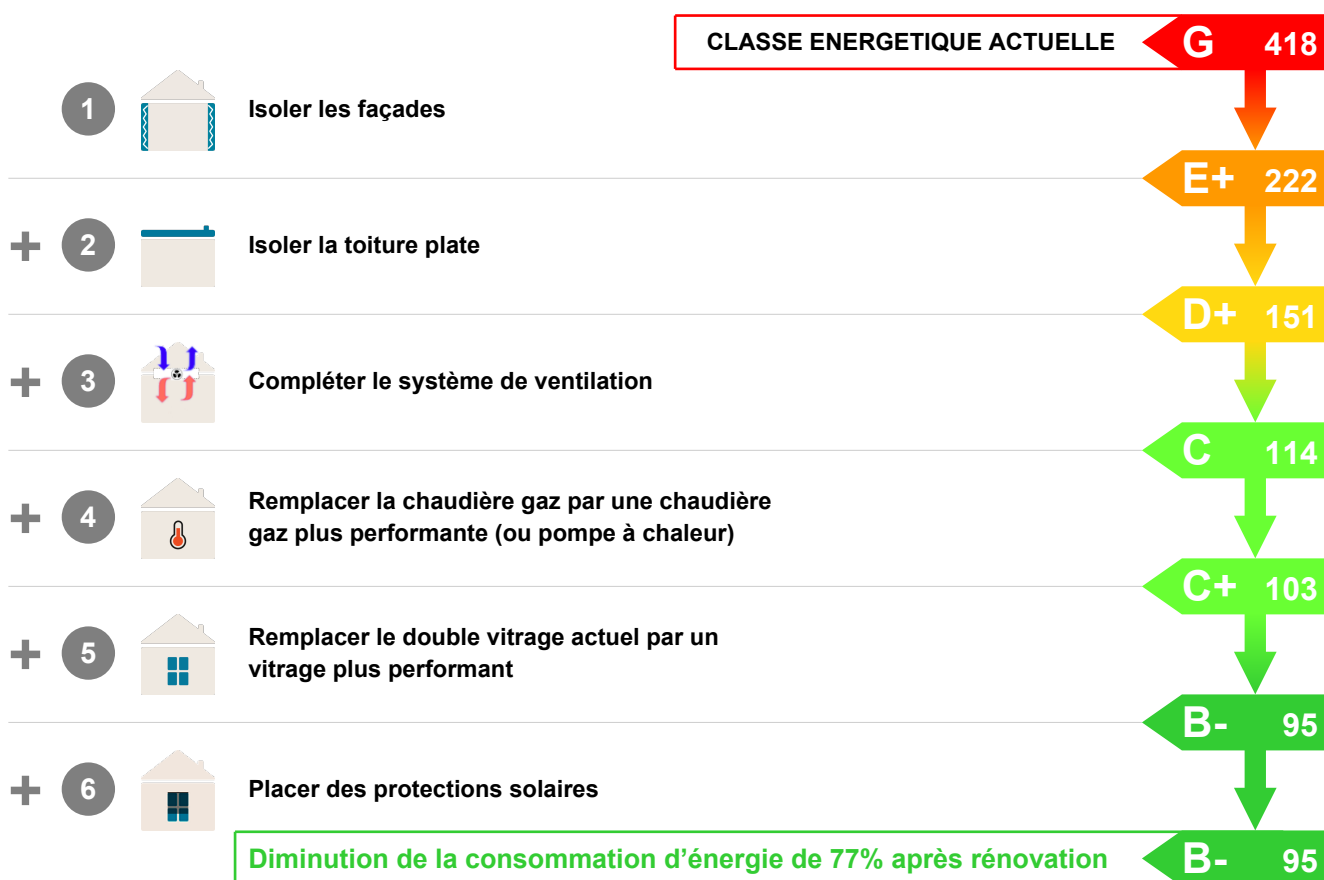 CLASSE ENERGETIQUE ACTUELLE G 418
1 Isoler les façades
E+ 222
+ 2 Isoler la toiture plate
D+ 151
+ 3 Compléter le système de ventilation
C 114
+ 4 Remplacer la chaudière gaz par une chaudière
gaz plus performante (ou pompe à chaleur)
C+ 103
+ 5 Remplacer le double vitrage actuel par un
vitrage plus performant
B- 95
+ 6 Placer des protections solaires
Diminution de la consommation d’énergie de 77% après rénovation B- 95